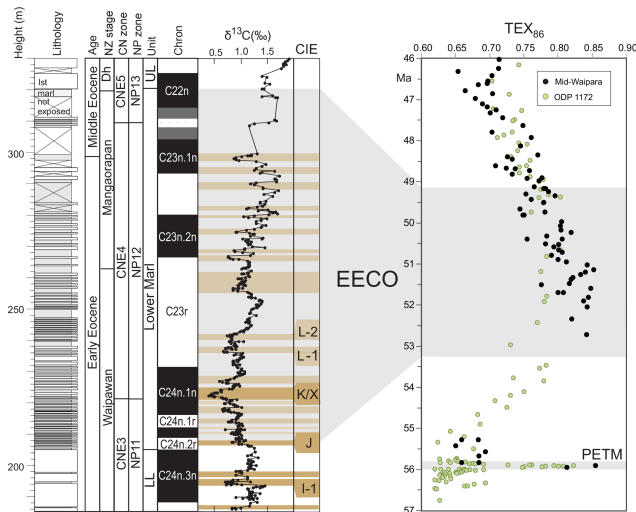 Height (m)
Lithology
Age
NZ stage
CN zone
NP zone
Unit
Chron
δ13C(‰)
0.5 1.0 1.5
CIE
TEX86
0.60 0.65 0.70 0.75 0.80 0.85 0.90
Ma
46
47
48
49
50
51
52
53
54
55
56
57
Mid-Waipara
ODP 1172
lst
marl
not
exposed
300
250
200
Middle Eocene
Early Eocene
Dh
Mangaorapan
Waipawan
CNE5
CNE4
CNE3
NP13
NP12
NP11
UL
Lower Marl
LL
C22n
C23n.1n
C23n.2n
C23r
C24n.1n
C24n.1r
C24n.2r
C24n.3n
L-2
L-1
K/X
J
I-1
EECO
PETM